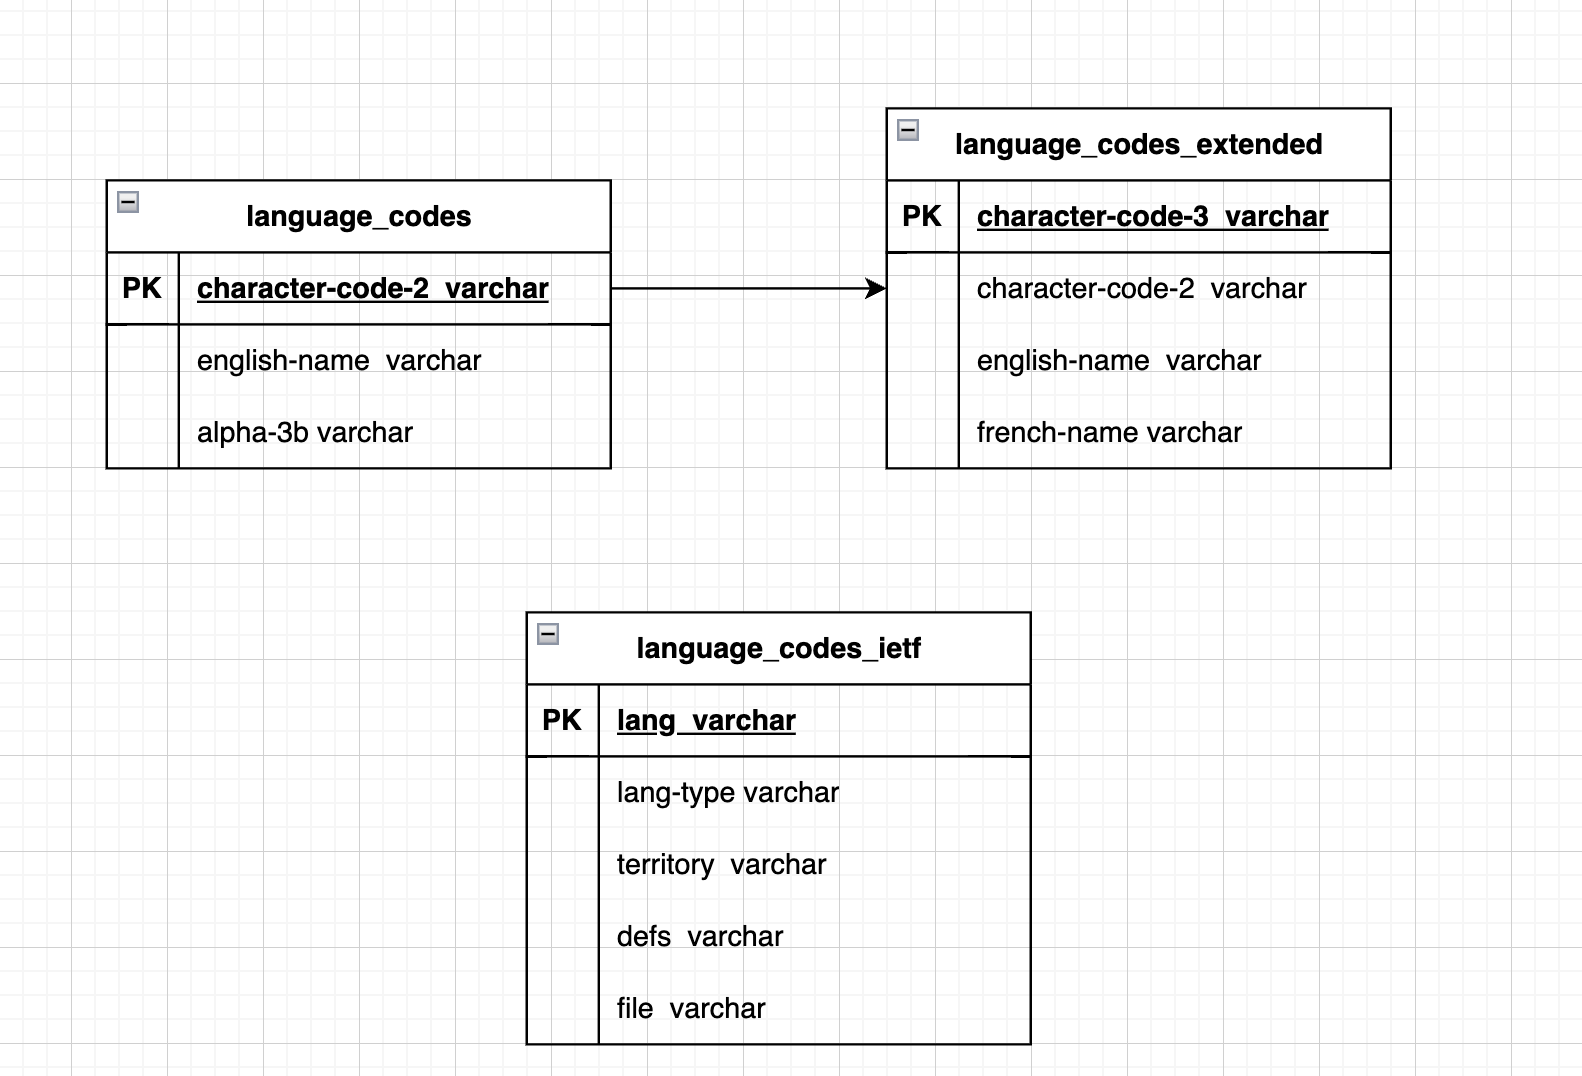 language_codes
PK character-code-2 varchar
english-name varchar
alpha-3b varchar
language_codes_extended
PK character-code-3 varchar
character-code-2 varchar
english-name varchar
french-name varchar
language_codes_ietf
PK lang varchar
lang-type varchar
territory varchar
defs varchar
file varchar